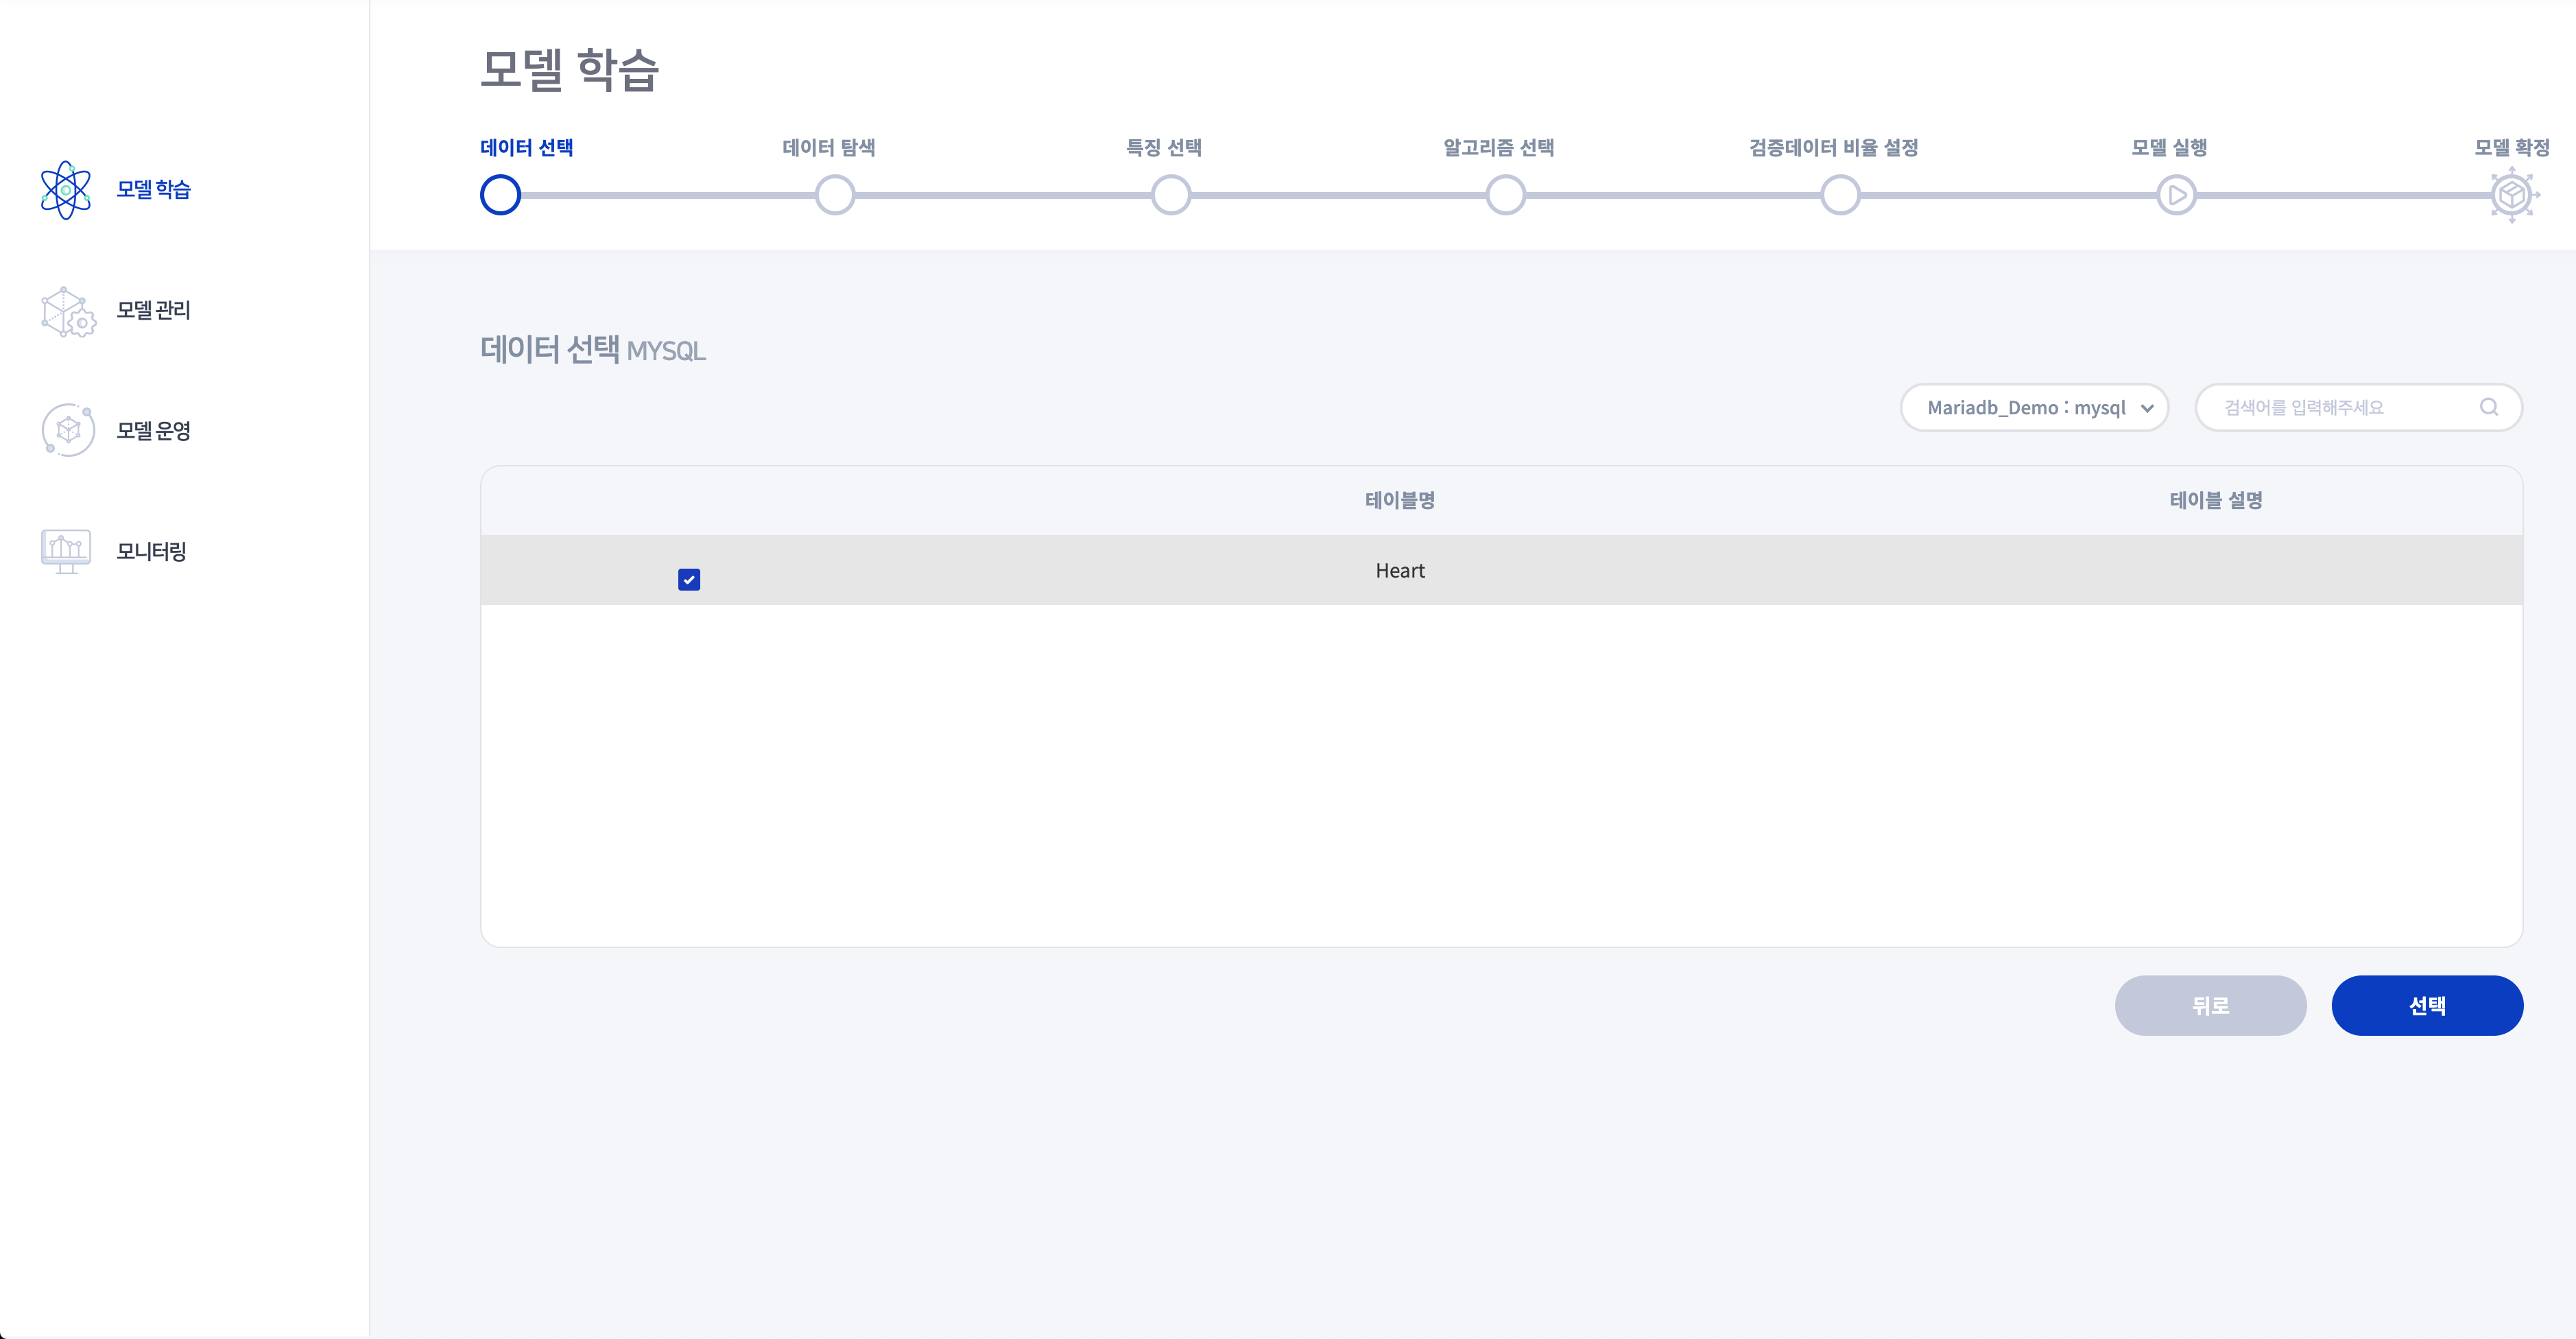 모델 학습
모델 관리
모델 운영
모니터링
모델 학습
데이터 선택
데이터 탐색
특징 선택
알고리즘 선택
검증데이터 비율 설정
모델 실행
모델 확정
데이터 선택 MYSQL
Mariadb_Demo : mysql
검색어를 입력해주세요
테이블명
테이블 설명
Heart
뒤로
선택